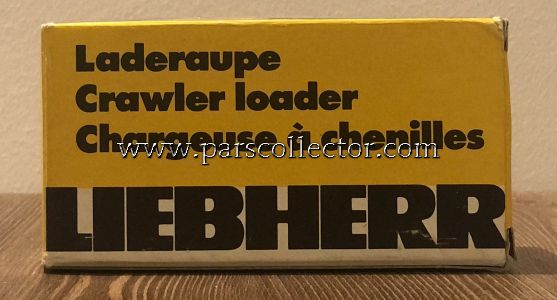 Laderaupe
Crawler loader
Chargeuse à chenilles
www.parscollector.com
LIEBHERR